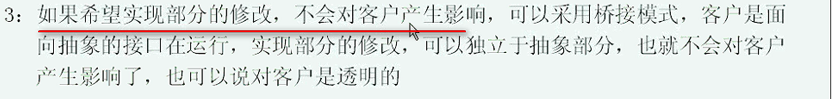 3：如果希望实现部分的修改，不会对客户产生影响，可以采用桥接模式，客户是面
向抽象的接口在运行，实现部分的修改，可以独立于抽象部分，也就不会对客户
产生影响了，也可以说对客户是透明的